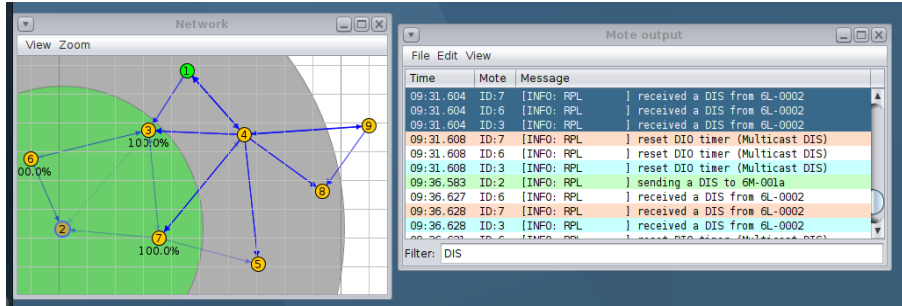 Network
View Zoom
1
3
100.0%
4
9
6
00.0%
8
2
7
100.0%
5
Mote output
File Edit View
Time Mote Message
09:31.604 ID:7 [INFO: RPL ] received a DIS from 6L-0002
09:31.604 ID:6 [INFO: RPL ] received a DIS from 6L-0002
09:31.604 ID:3 [INFO: RPL ] received a DIS from 6L-0002
09:31.608 ID:7 [INFO: RPL ] reset DIO timer (Multicast DIS)
09:31.608 ID:6 [INFO: RPL ] reset DIO timer (Multicast DIS)
09:31.608 ID:3 [INFO: RPL ] reset DIO timer (Multicast DIS)
09:36.583 ID:2 [INFO: RPL ] sending a DIS to 6M-001a
09:36.627 ID:6 [INFO: RPL ] received a DIS from 6L-0002
09:36.628 ID:7 [INFO: RPL ] received a DIS from 6L-0002
09:36.628 ID:3 [INFO: RPL ] received a DIS from 6L-0002
reset DIO timer (Multicast DIS)
Filter: DIS